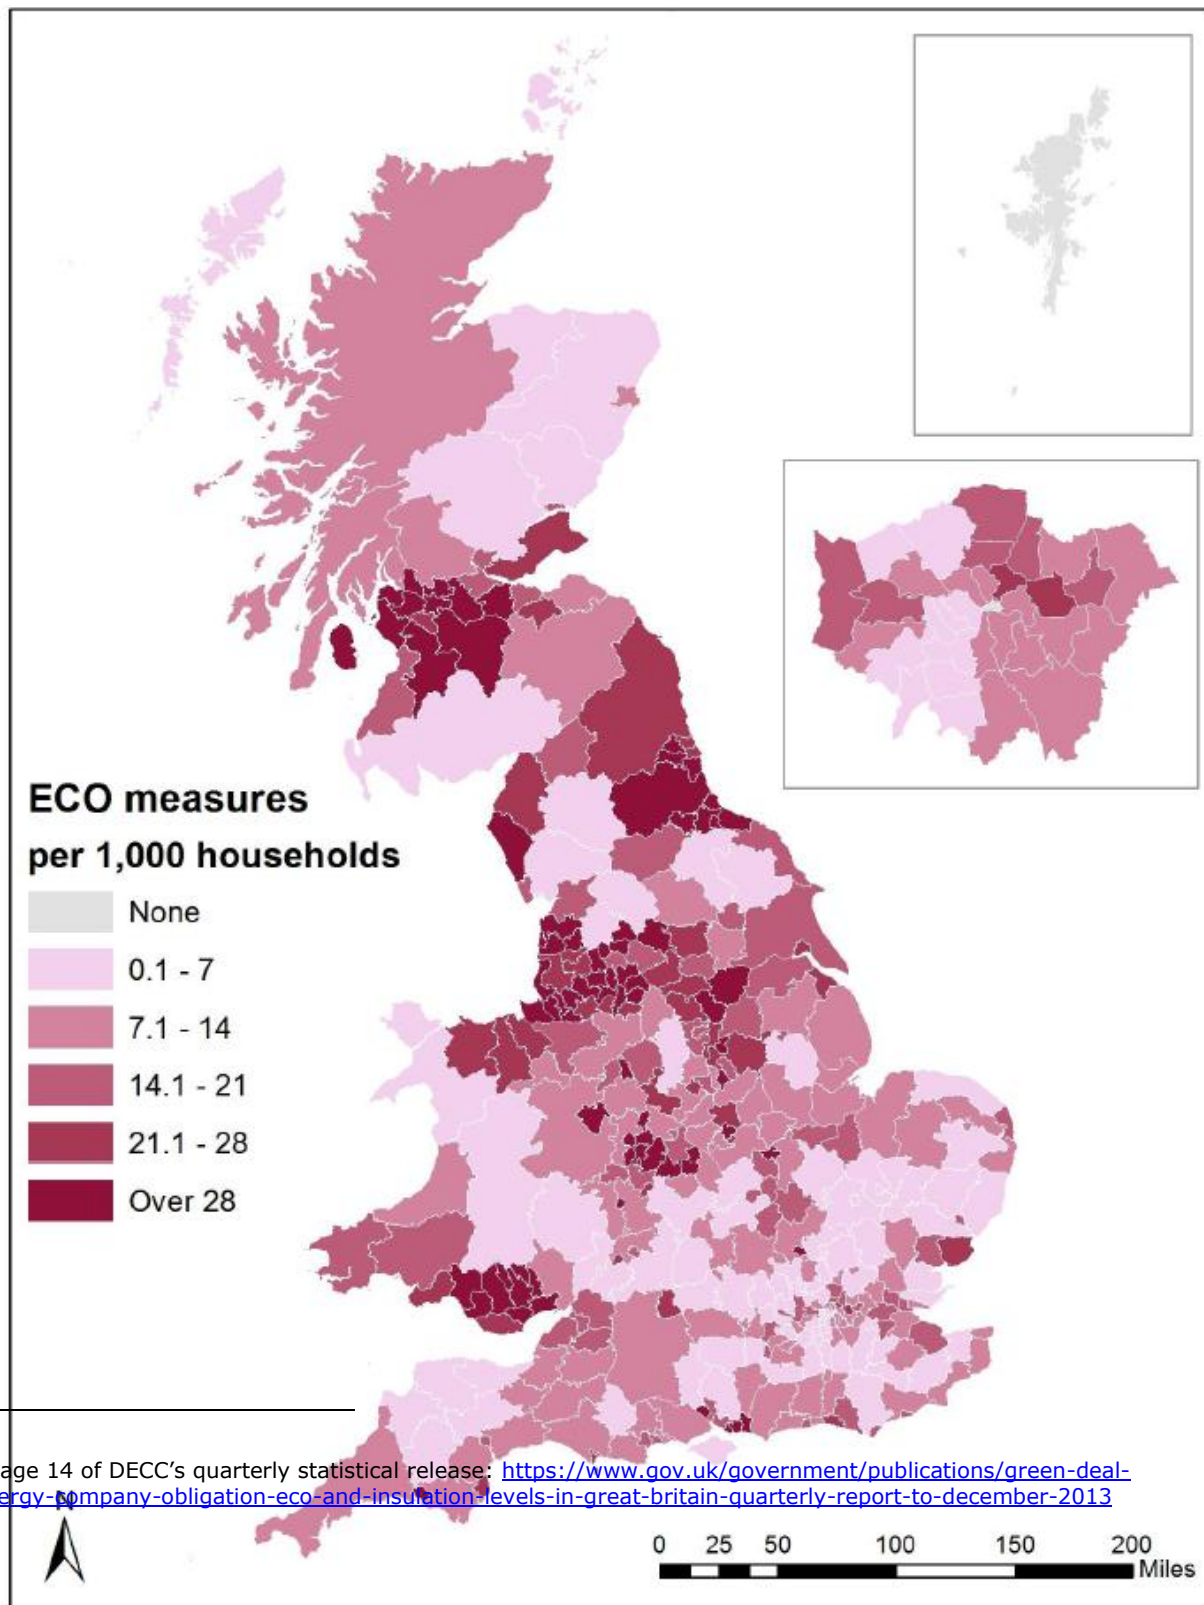 ECO measures
per 1,000 households
None
0.1 - 7
7.1 - 14
14.1 - 21
21.1 - 28
Over 28
age 14 of DECC’s quarterly statistical release: https://www.gov.uk/government/publications/green-deal-
ergy-company-obligation-eco-and-insulation-levels-in-great-britain-quarterly-report-to-december-2013
N
0 25 50 100 150 200
Miles